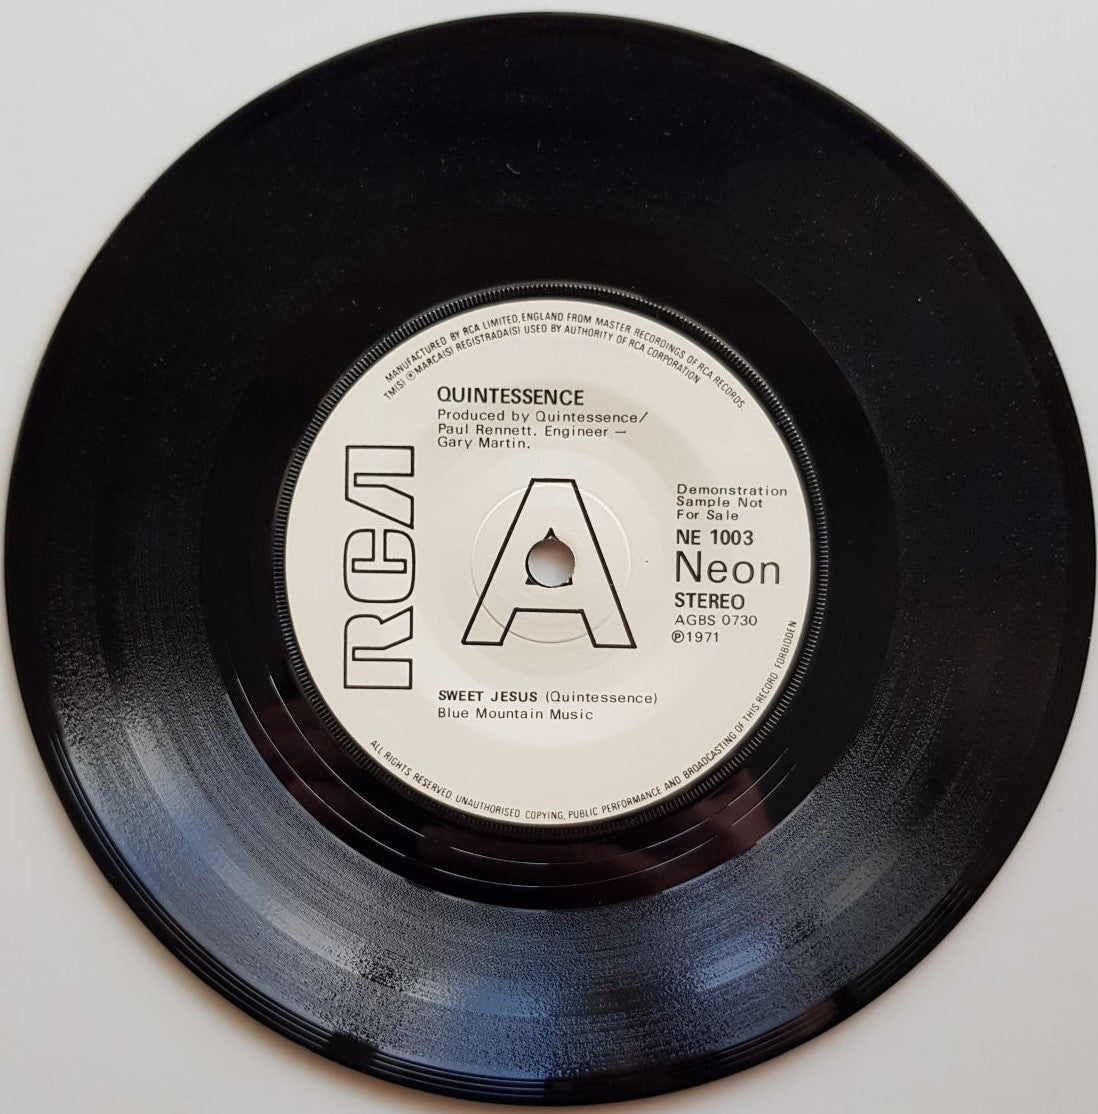 MANUFACTURED BY RCA LIMITED, ENGLAND FROM MASTER RECORDINGS OF RCA RECORDS.
TM(S) ® MARCA(S) REGISTRADA(S) USED BY AUTHORITY OF RCA CORPORATION
QUINTESSENCE
Produced by Quintessence/
Paul Rennett. Engineer —
Gary Martin.
RCA
A
Demonstration
Sample Not
For Sale
NE 1003
Neon
STEREO
AGBS 0730
℗1971
SWEET JESUS (Quintessence)
Blue Mountain Music
ALL RIGHTS RESERVED. UNAUTHORISED COPYING, PUBLIC PERFORMANCE AND BROADCASTING OF THIS RECORD FORBIDDEN